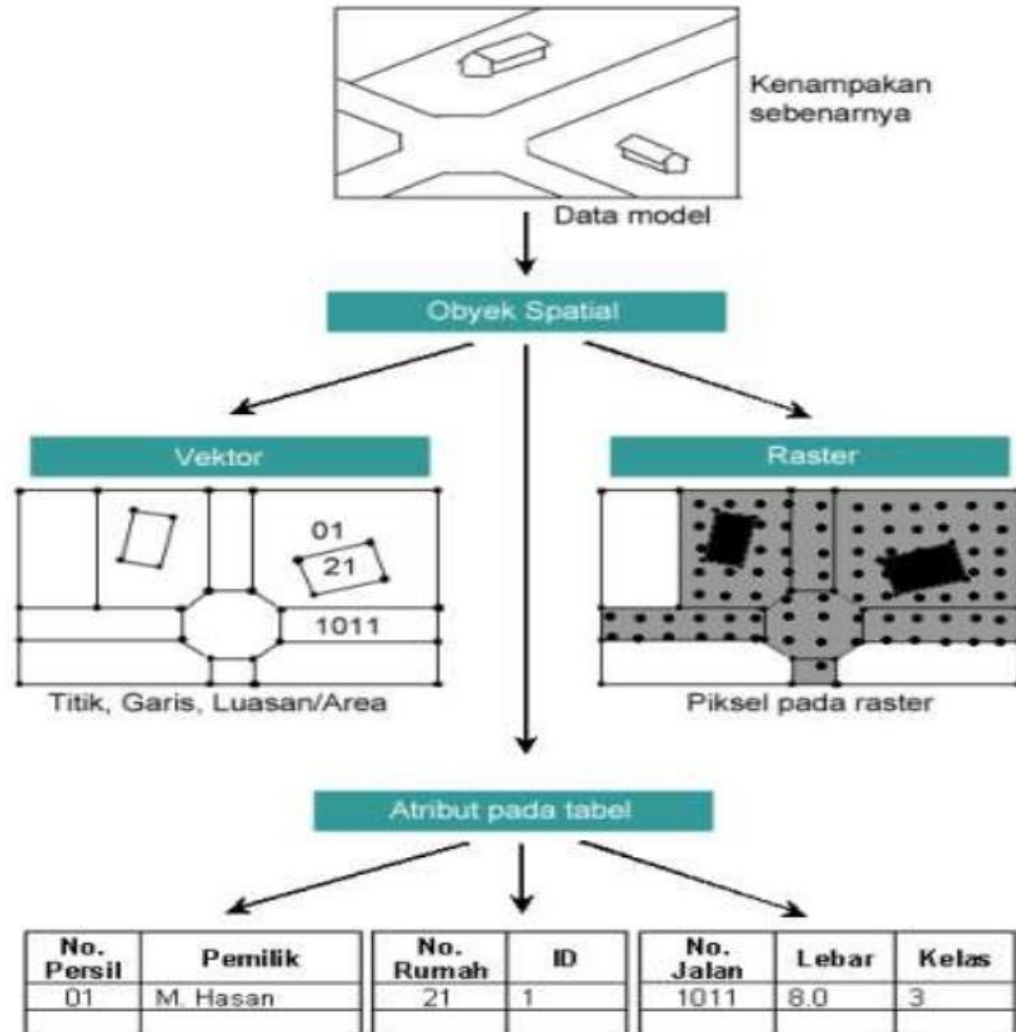 Kenampakan
sebenarnya
Data model
Obyek Spatial
Vektor
Raster
01
21
1011
Titik, Garis, Luasan/Area
Piksel pada raster
Atribut pada tabel
No. Persil Pemilik
01 M. Hasan
No. Rumah ID
21 1
No. Jalan Lebar Kelas
1011 8.0 3